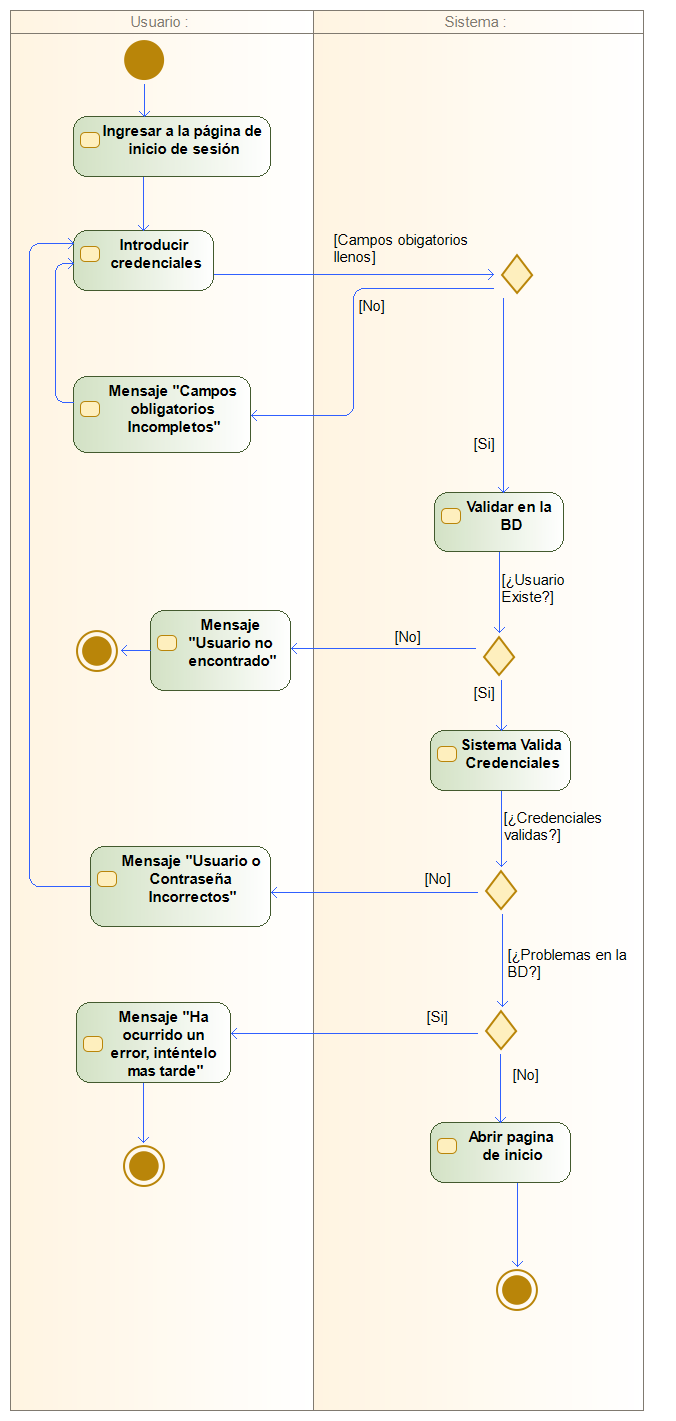 Usuario :
Sistema :
Ingresar a la página de
inicio de sesión
Introducir
credenciales
[Campos obigatorios
llenos]
[No]
Mensaje "Campos
obligatorios
Incompletos"
[Si]
Validar en la
BD
[¿Usuario
Existe?]
Mensaje
"Usuario no
encontrado"
[No]
[Si]
Sistema Valida
Credenciales
[¿Credenciales
validas?]
Mensaje "Usuario o
Contraseña
Incorrectos"
[No]
[¿Problemas en la
BD?]
Mensaje "Ha
ocurrido un
error, inténtelo
mas tarde"
[Si]
[No]
Abrir pagina
de inicio